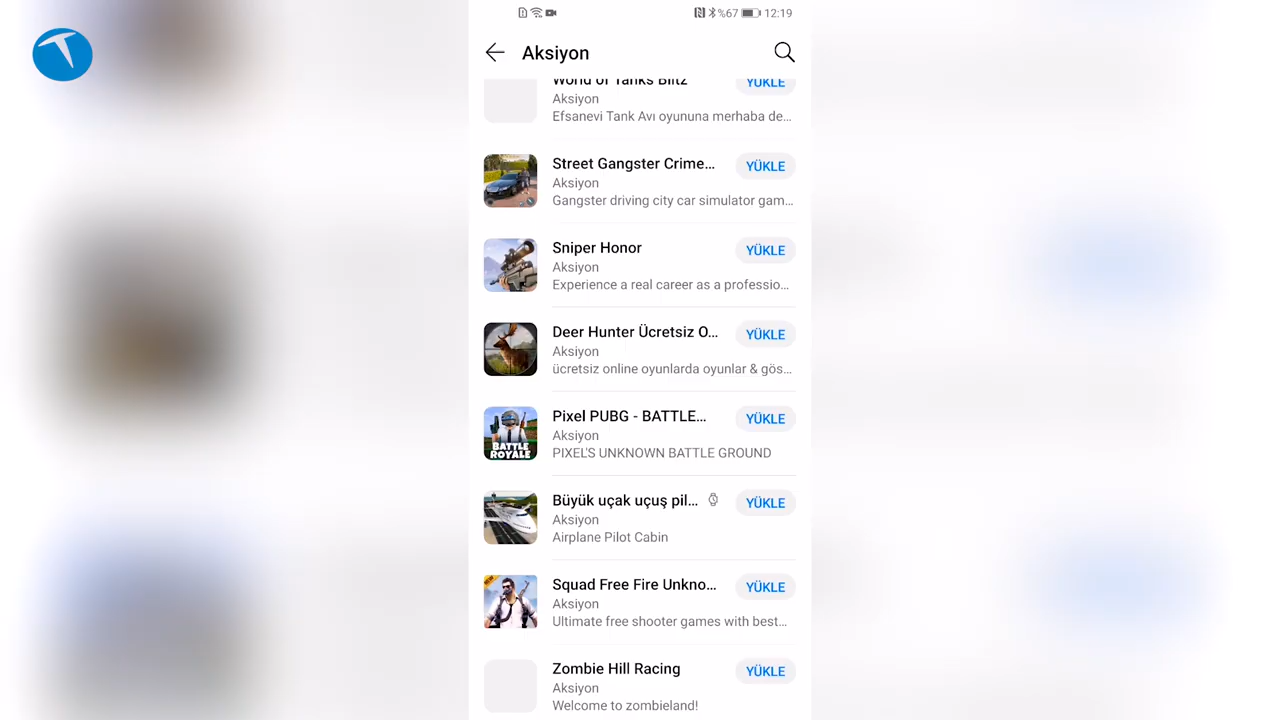 %67 12:19
Aksiyon
World of Tanks Blitz
YÜKLE
Aksiyon
Efsanevi Tank Avı oyununa merhaba de...
Street Gangster Crime...
YÜKLE
Aksiyon
Gangster driving city car simulator gam...
Sniper Honor
YÜKLE
Aksiyon
Experience a real career as a professio...
Deer Hunter Ücretsiz O...
YÜKLE
Aksiyon
ücretsiz online oyunlarda oyunlar & gös...
Pixel PUBG - BATTLE...
YÜKLE
BATTLE
ROYALE
Aksiyon
PIXEL'S UNKNOWN BATTLE GROUND
Büyük uçak uçuş pil...
YÜKLE
Aksiyon
Airplane Pilot Cabin
Squad Free Fire Unkno...
YÜKLE
Aksiyon
Ultimate free shooter games with best...
Zombie Hill Racing
YÜKLE
Aksiyon
Welcome to zombieland!